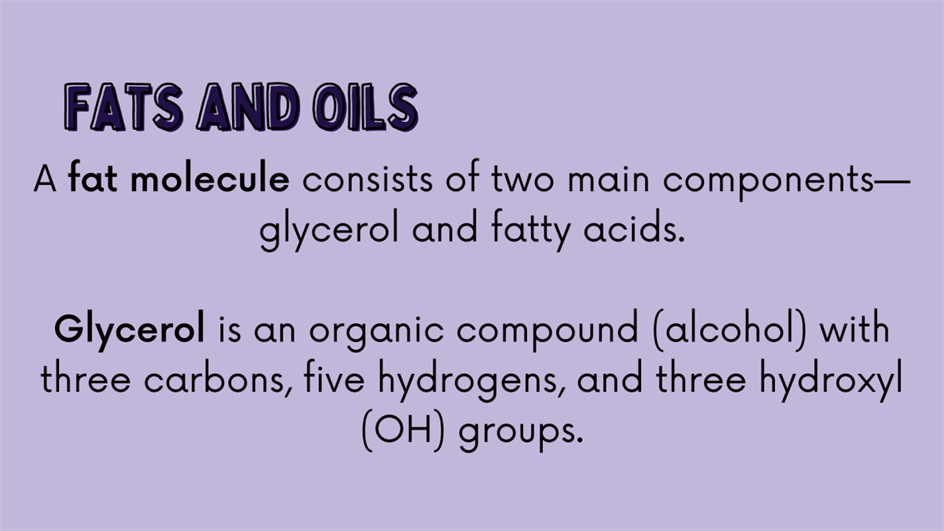 FATS AND OILS
A fat molecule consists of two main components—
glycerol and fatty acids.
Glycerol is an organic compound (alcohol) with
three carbons, five hydrogens, and three hydroxyl
(OH) groups.